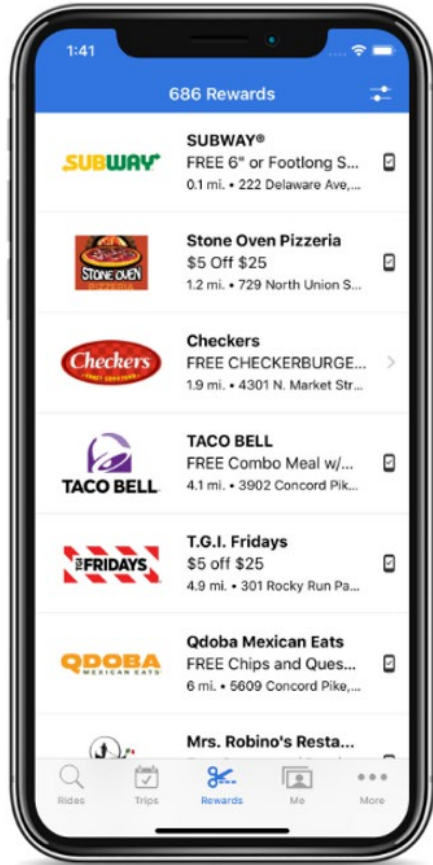 1:41
686 Rewards
SUBWAY
SUBWAY®
FREE 6" or Footlong S...
0.1 mi. • 222 Delaware Ave,...
STONE OVEN
PIZZERIA
Stone Oven Pizzeria
$5 Off $25
1.2 mi. • 729 North Union S...
Checkers
Checkers
FREE CHECKERBURGE...
1.9 mi. • 4301 N. Market Str...
TACO BELL
TACO BELL
FREE Combo Meal w/...
4.1 mi. • 3902 Concord Pik...
TGI FRIDAYS
T.G.I. Fridays
$5 off $25
4.9 mi. • 301 Rocky Run Pa...
QDOBA
MEXICAN EATS
Qdoba Mexican Eats
FREE Chips and Ques...
6 mi. • 5609 Concord Pike,...
Mrs. Robino's Resta...
Rides
Trips
Rewards
Me
More